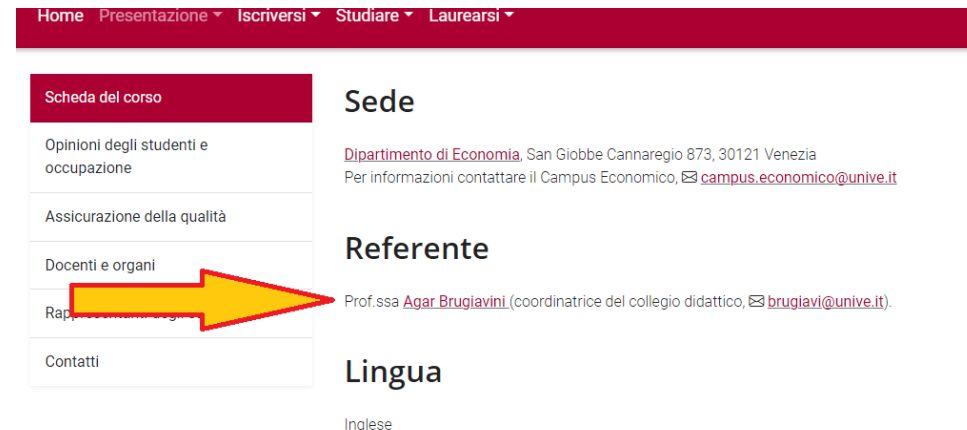 Home Presentazione Iscriversi Studiare Laurearsi
Scheda del corso
Opinioni degli studenti e
occupazione
Assicurazione della qualità
Docenti e organi
Contatti
Sede
Dipartimento di Economia, San Giobbe Cannaregio 873, 30121 Venezia
Per informazioni contattare il Campus Economico, campus.economico@unive.it
Referente
Prof.ssa Agar Brugiavini (coordinatrice del collegio didattico, brugiavi@unive.it).
Lingua
Inglese